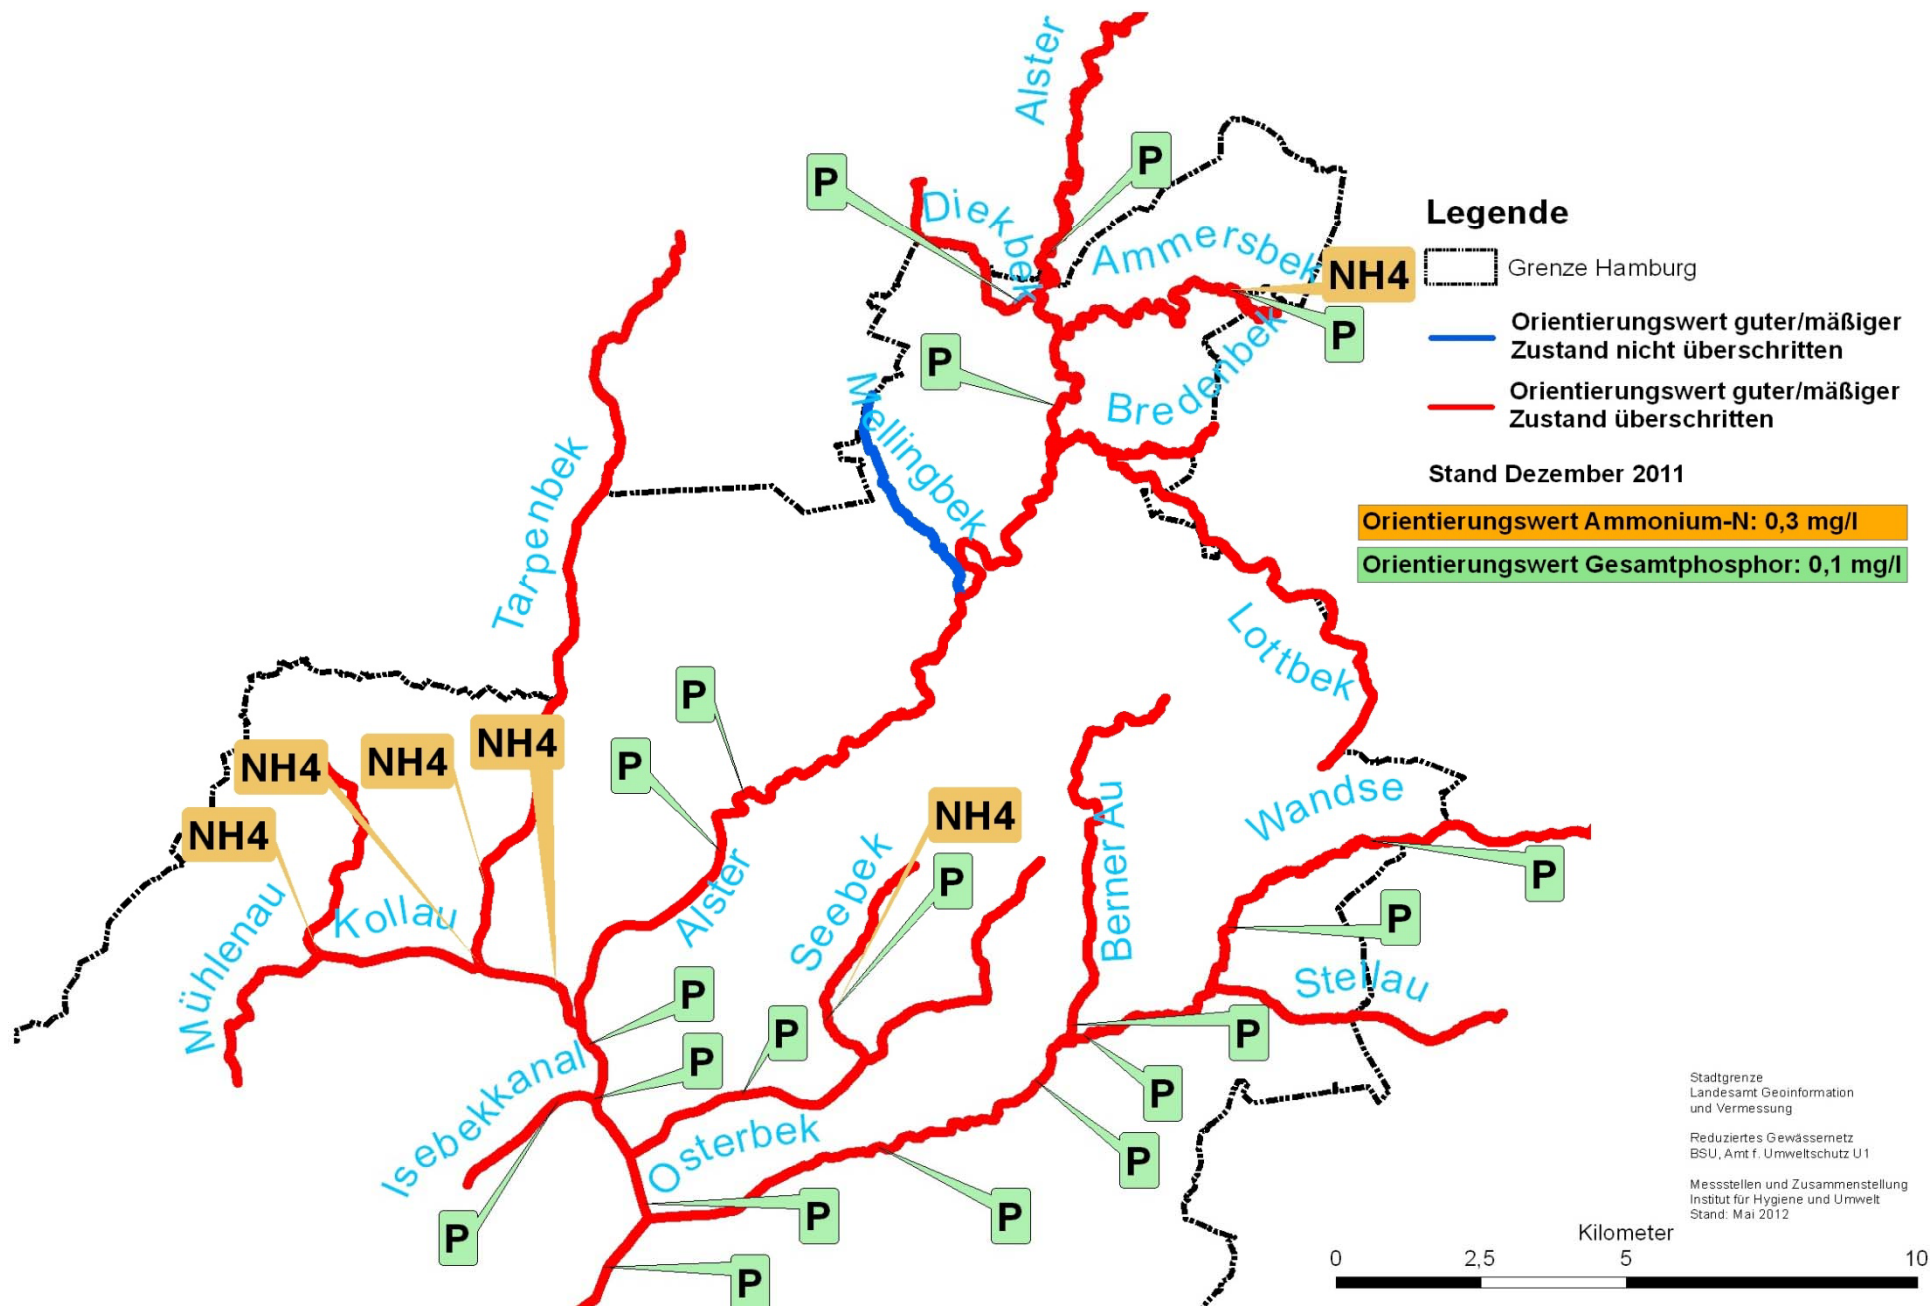 Alster
P
P
Diekbek
Ammersbek
NH4
P
P
Bredenbek
Mellingbek
Tarpenbek
Lottbek
Legende
Grenze Hamburg
Orientierungswert guter/mäßiger
Zustand nicht überschritten
Orientierungswert guter/mäßiger
Zustand überschritten
Stand Dezember 2011
Orientierungswert Ammonium-N: 0,3 mg/l
Orientierungswert Gesamtphosphor: 0,1 mg/l
P
P
NH4
NH4
NH4
NH4
NH4
P
Mühlenau
Kollau
Alster
Seebek
Berner Au
Wandse
P
P
Stellau
P
P
P
P
P
P
Isebekkanal
Osterbek
P
P
P
P
Stadtgrenze
Landesamt Geoinformation
und Vermessung
Reduziertes Gewässernetz
BSU, Amt f. Umweltschutz U1
Messstellen und Zusammenstellung
Institut für Hygiene und Umwelt
Stand: Mai 2012
Kilometer
0 2,5 5 10